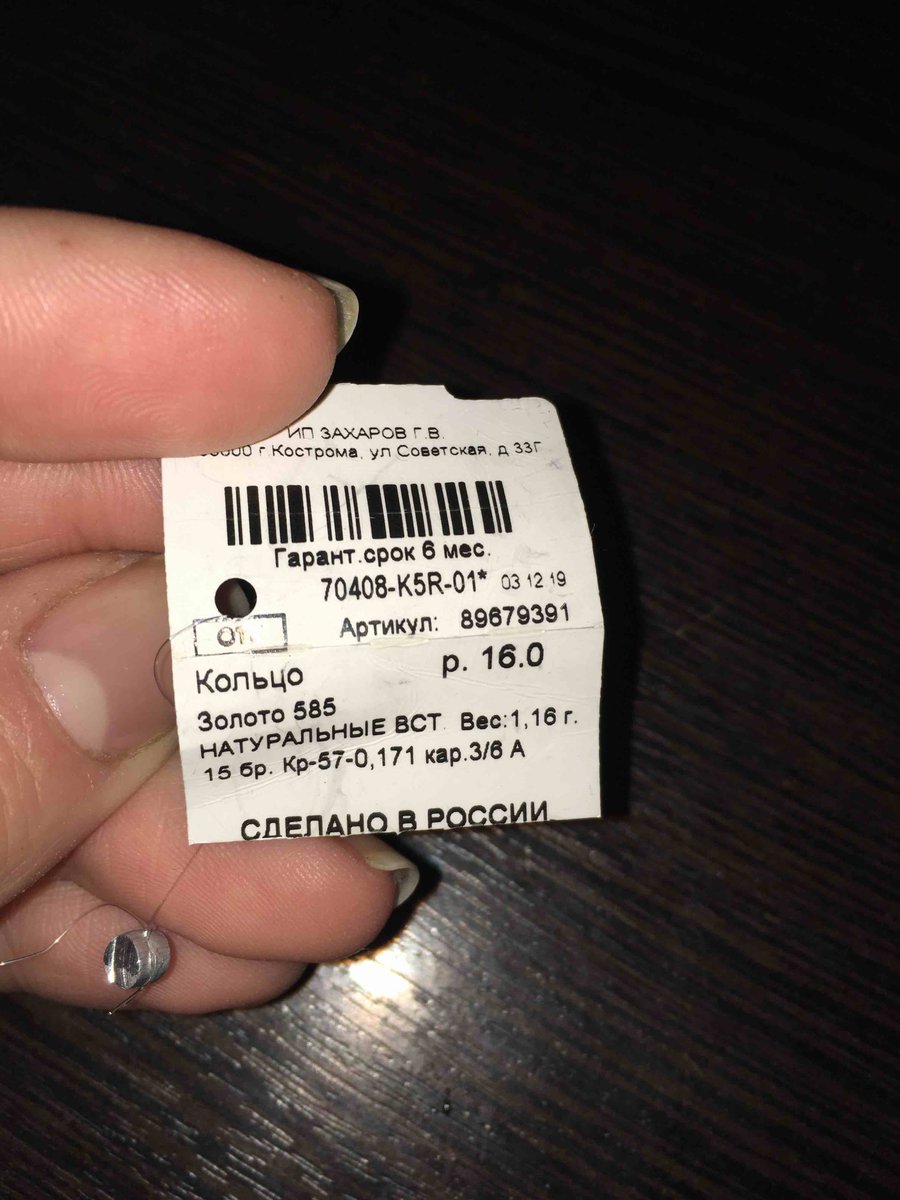 ИП ЗАХАРОВ Г.В.
г.Кострома, ул Советская, д 33Г
Гарант.срок 6 мес.
70408-K5R-01* 03 12 19
Артикул: 89679391
р. 16.0
Кольцо
Золото 585
НАТУРАЛЬНЫЕ ВСТ. Вес:1,16 г.
15 бр. Кр-57-0,171 кар.3/6 А
СДЕЛАНО В РОССИИ